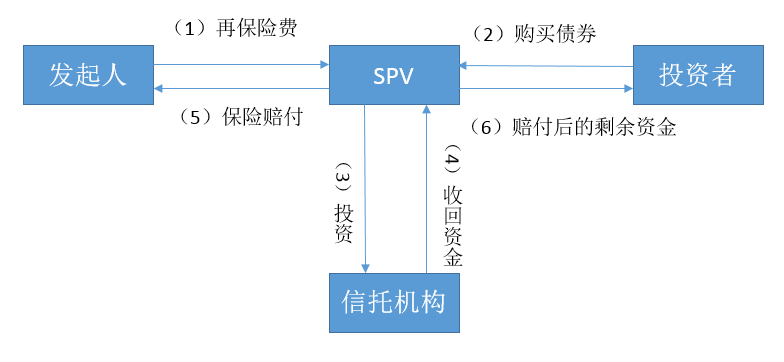 （1）再保险费
（2）购买债券
发起人
SPV
投资者
（5）保险赔付
（6）赔付后的剩余资金
（3）投资
（4）收回资金
信托机构